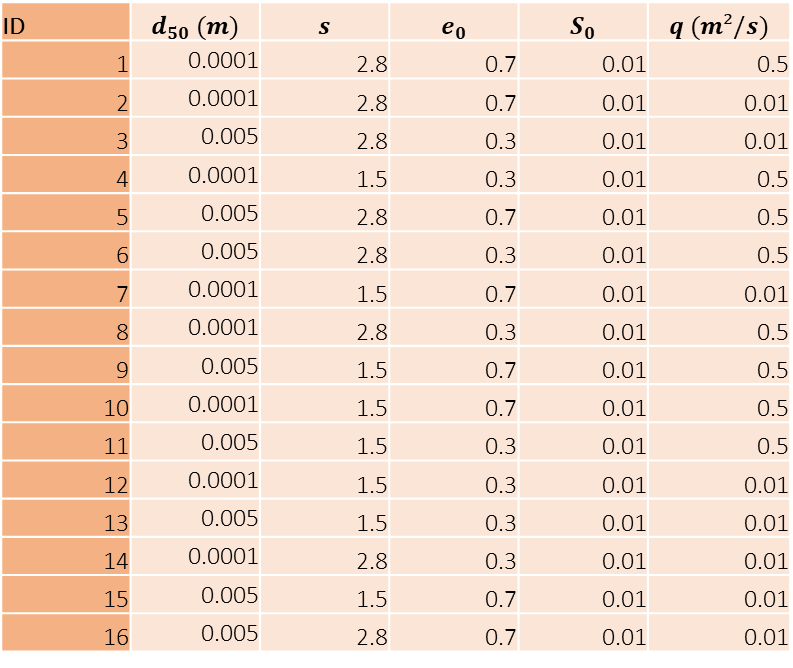 ID d₅₀ (m) s e₀ S₀ q (m²/s)
1 0.0001 2.8 0.7 0.01 0.5
2 0.0001 2.8 0.7 0.01 0.01
3 0.005 2.8 0.3 0.01 0.01
4 0.0001 1.5 0.3 0.01 0.5
5 0.005 2.8 0.7 0.01 0.5
6 0.005 2.8 0.3 0.01 0.5
7 0.0001 1.5 0.7 0.01 0.01
8 0.0001 2.8 0.3 0.01 0.5
9 0.005 1.5 0.7 0.01 0.5
10 0.0001 1.5 0.7 0.01 0.5
11 0.005 1.5 0.3 0.01 0.5
12 0.0001 1.5 0.3 0.01 0.01
13 0.005 1.5 0.3 0.01 0.01
14 0.0001 2.8 0.3 0.01 0.01
15 0.005 1.5 0.7 0.01 0.01
16 0.005 2.8 0.7 0.01 0.01